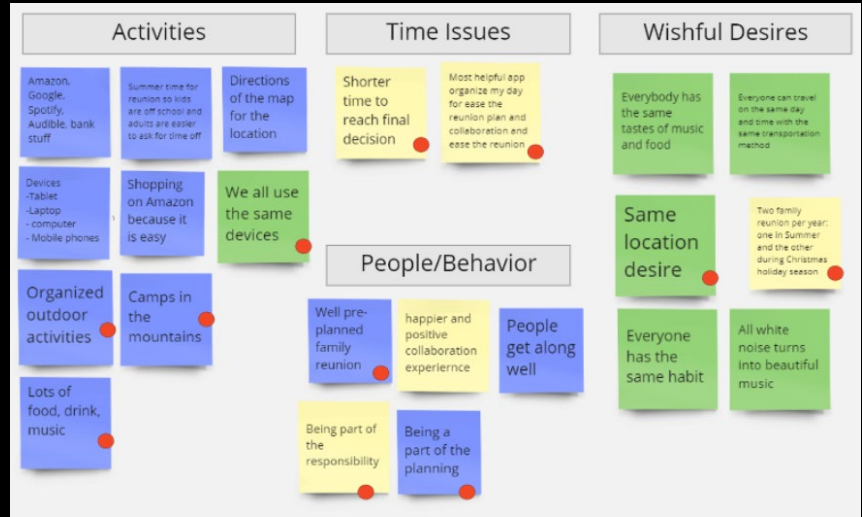 Activities
Amazon,
Google,
Spotify,
Audible, bank
stuff
Summer time for
reunion so kids
are off school and
adults are easier
to ask for time off
Directions
of the map
for the
location
Devices
-Tablet
-Laptop
- computer
- Mobile phones
Shopping
on Amazon
because it
is easy
We all use
the same
devices
Organized
outdoor
activities
Camps in
the
mountains
Lots of
food, drink,
music
Time Issues
Shorter
time to
reach final
decision
Most helpful app
organize my day
for ease the
reunion plan and
collaboration and
ease the reunion
People/Behavior
Well pre-
planned
family
reunion
happier and
positive
collaboration
experiernce
People
get along
well
Being part of
the
responsibility
Being a
part of the
planning
Wishful Desires
Everybody has
the same
tastes of music
and food
Everyone can travel
on the same day
and time with the
same transportation
method
Same
location
desire
Two family
reunion per year:
one in Summer
and the other
during Christmas
holiday season
Everyone
has the
same habit
All white
noise turns
into beautiful
music